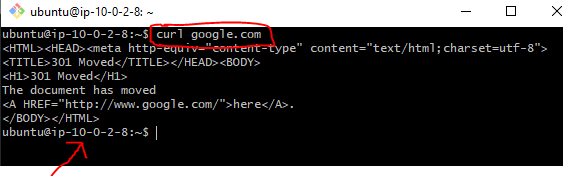 ubuntu@ip-10-0-2-8: ~
ubuntu@ip-10-0-2-8:~$ curl google.com
<HTML><HEAD><meta http-equiv="content-type" content="text/html;charset=utf-8">
<TITLE>301 Moved</TITLE></HEAD><BODY>
<H1>301 Moved</H1>
The document has moved
<A HREF="http://www.google.com/">here</A>.
</BODY></HTML>
ubuntu@ip-10-0-2-8:~$